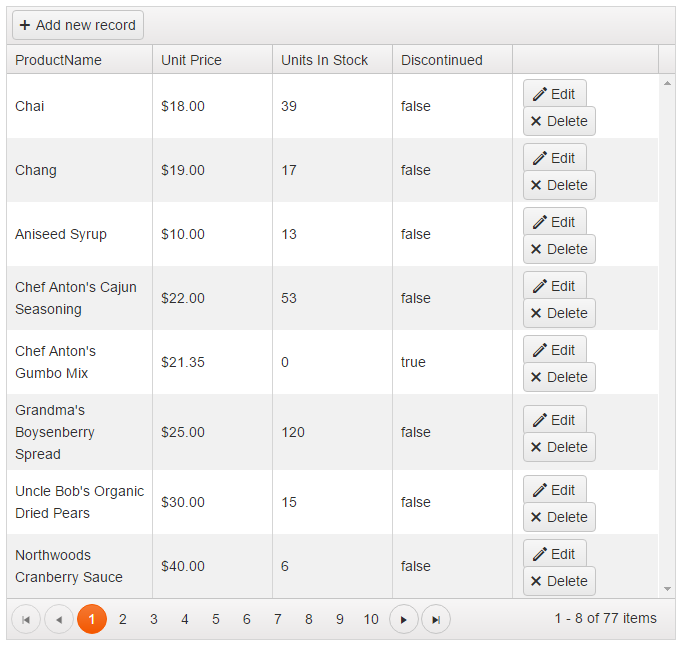 Add new record
ProductName Unit Price Units In Stock Discontinued
Chai $18.00 39 false Edit
Delete
Chang $19.00 17 false Edit
Delete
Aniseed Syrup $10.00 13 false Edit
Delete
Chef Anton's Cajun
Seasoning $22.00 53 false Edit
Delete
Chef Anton's
Gumbo Mix $21.35 0 true Edit
Delete
Grandma's
Boysenberry
Spread $25.00 120 false Edit
Delete
Uncle Bob's Organic
Dried Pears $30.00 15 false Edit
Delete
Northwoods
Cranberry Sauce $40.00 6 false Edit
Delete
1 2 3 4 5 6 7 8 9 10 1 - 8 of 77 items